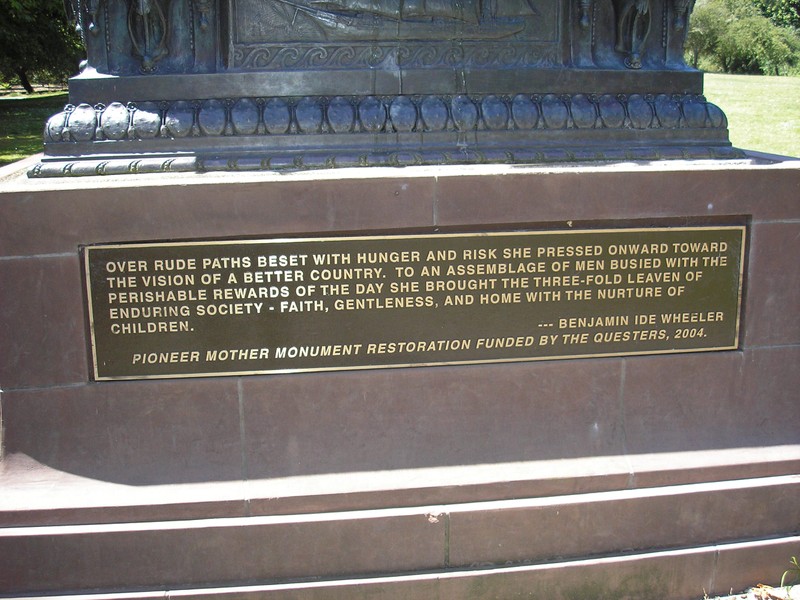 OVER RUDE PATHS BESET WITH HUNGER AND RISK SHE PRESSED ONWARD TOWARD
THE VISION OF A BETTER COUNTRY. TO AN ASSEMBLAGE OF MEN BUSIED WITH THE
PERISHABLE REWARDS OF THE DAY SHE BROUGHT THE THREE-FOLD LEAVEN OF
ENDURING SOCIETY - FAITH, GENTLENESS, AND HOME WITH THE NURTURE OF
CHILDREN.
--- BENJAMIN IDE WHEELER
PIONEER MOTHER MONUMENT RESTORATION FUNDED BY THE QUESTERS, 2004.